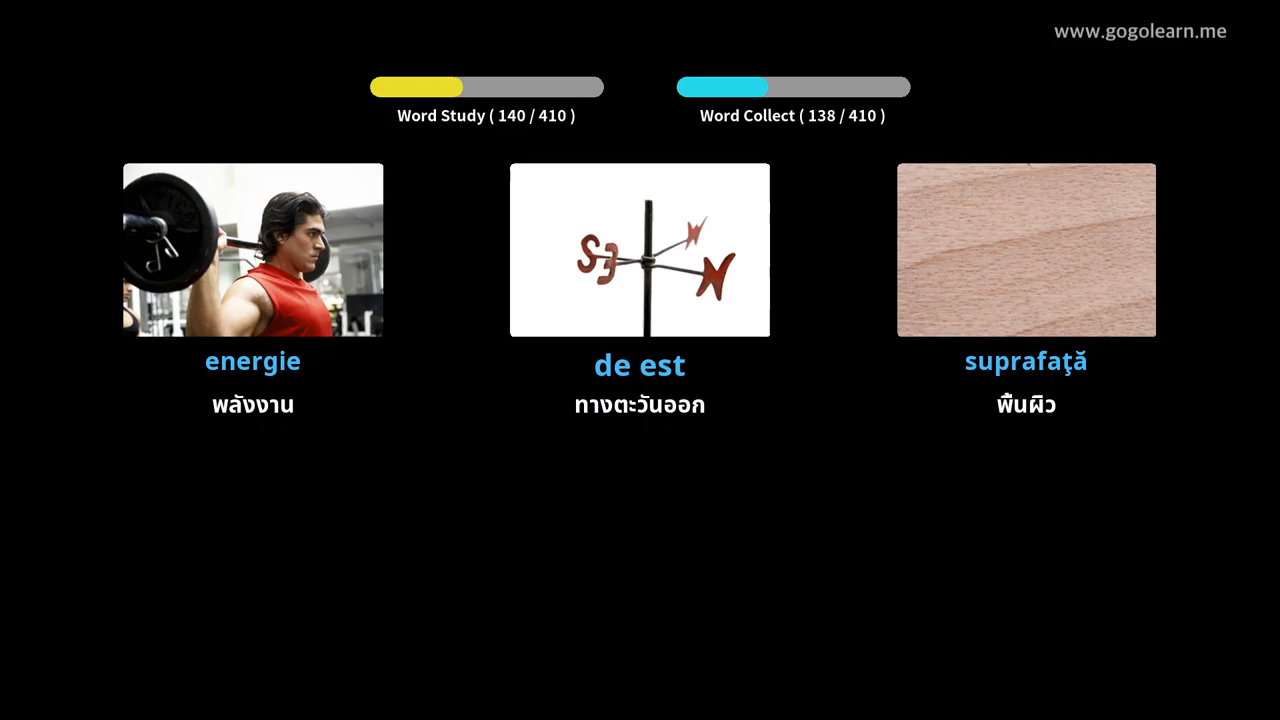 www.gogolearn.me
Word Study ( 140 / 410 )
Word Collect ( 138 / 410 )
S E N W
energie
de est
suprafaţă
พลังงาน
ทางตะวันออก
พื้นผิว